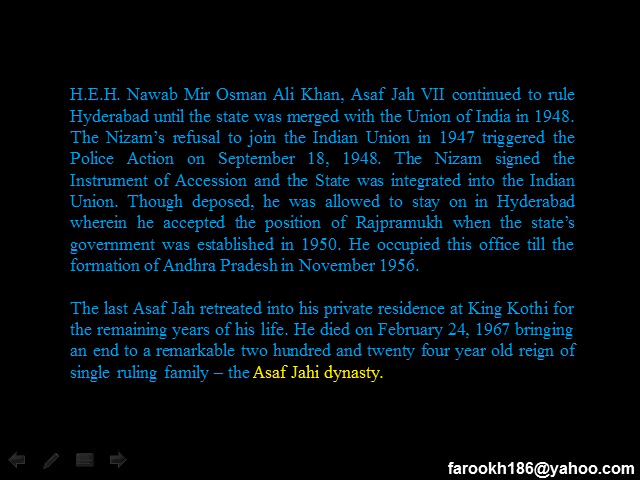 H.E.H. Nawab Mir Osman Ali Khan, Asaf Jah VII continued to rule
Hyderabad until the state was merged with the Union of India in 1948.
The Nizam’s refusal to join the Indian Union in 1947 triggered the
Police Action on September 18, 1948. The Nizam signed the
Instrument of Accession and the State was integrated into the Indian
Union. Though deposed, he was allowed to stay on in Hyderabad
wherein he accepted the position of Rajpramukh when the state’s
government was established in 1950. He occupied this office till the
formation of Andhra Pradesh in November 1956.
The last Asaf Jah retreated into his private residence at King Kothi for
the remaining years of his life. He died on February 24, 1967 bringing
an end to a remarkable two hundred and twenty four year old reign of
single ruling family – the Asaf Jahi dynasty.
farookh186@yahoo.com